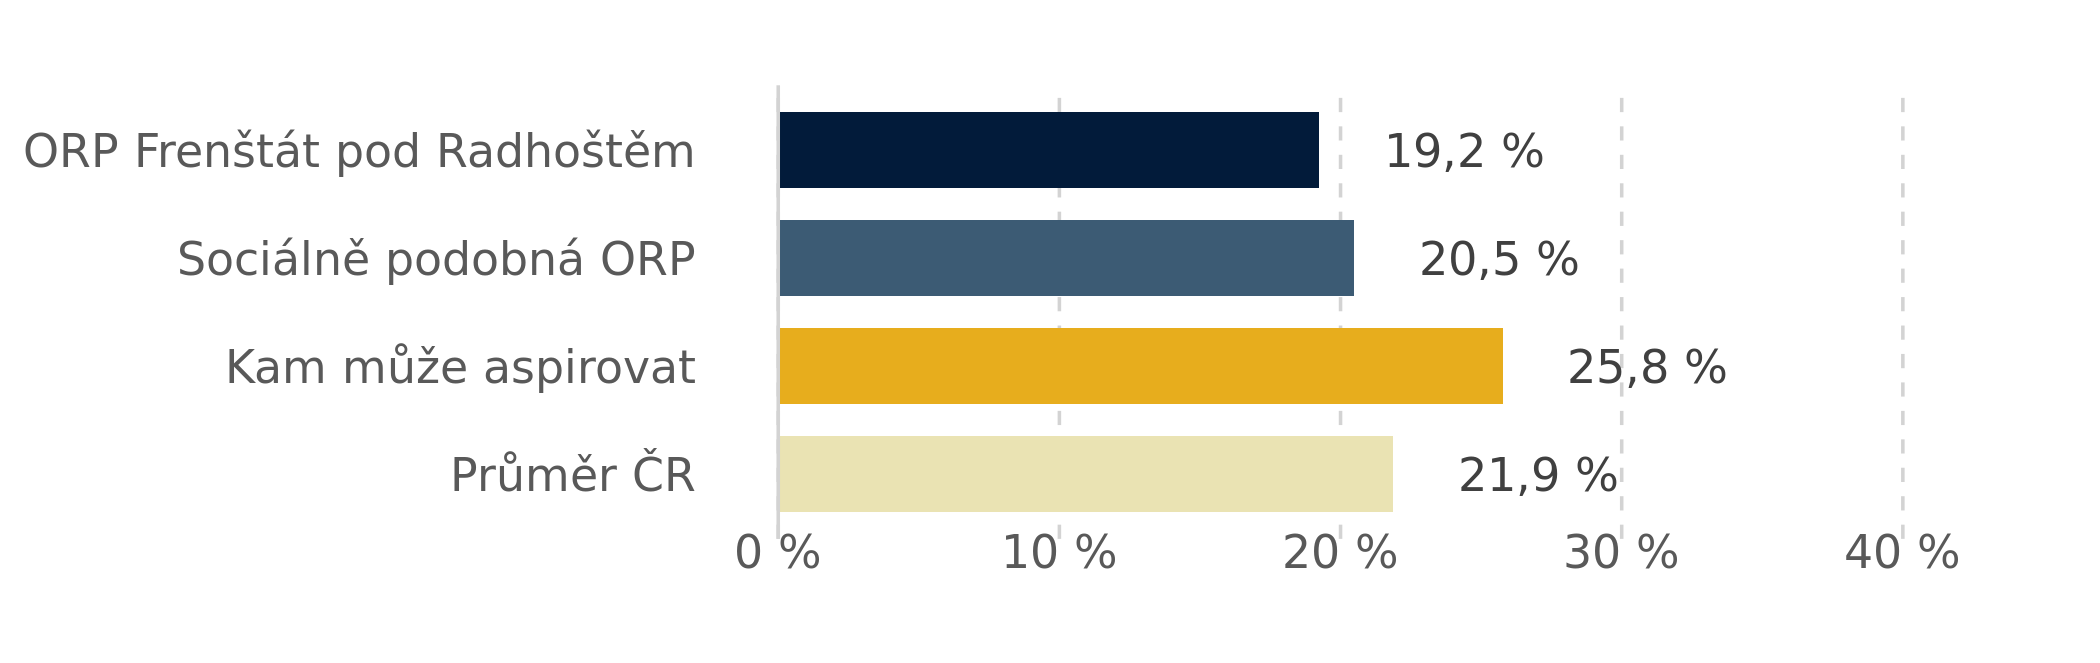 ORP Frenštát pod Radhoštěm 19,2 %
Sociálně podobná ORP 20,5 %
Kam může aspirovat 25,8 %
Průměr ČR 21,9 %
0 % 10 % 20 % 30 % 40 %